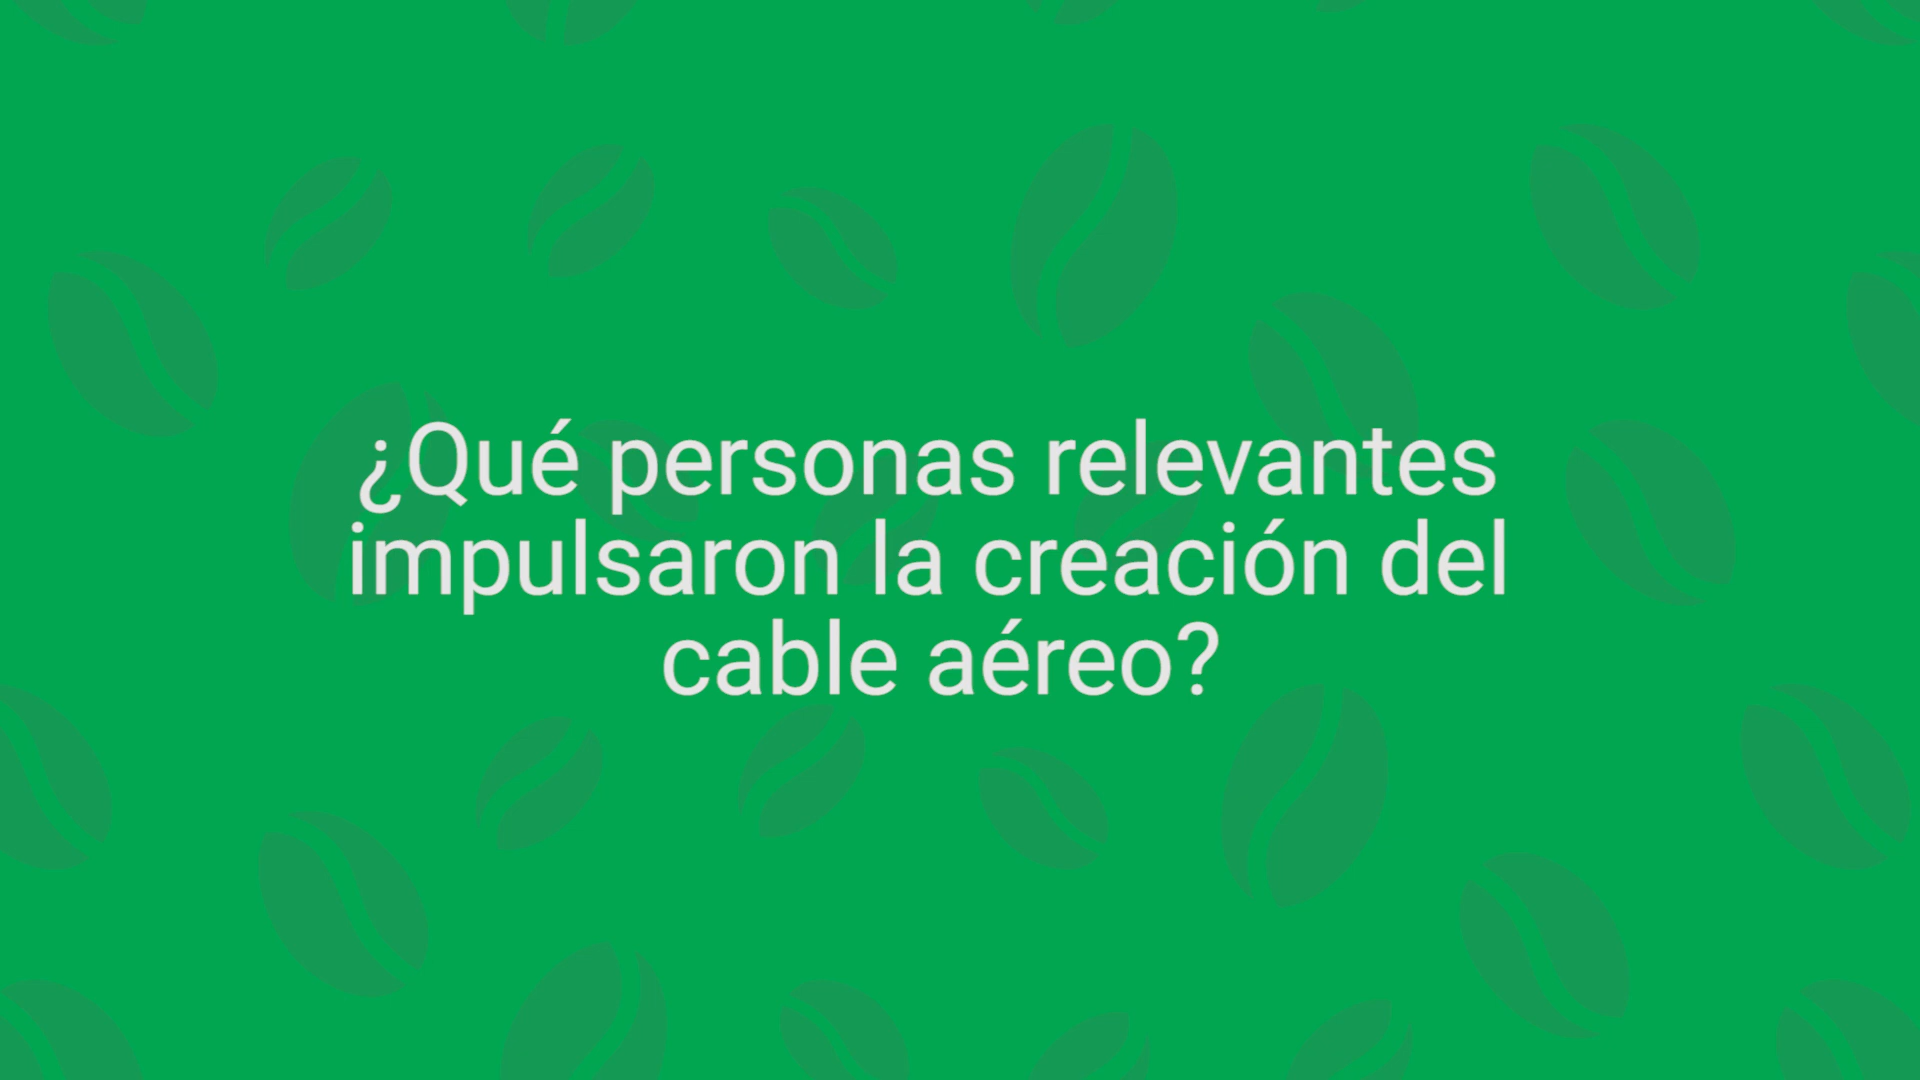 ¿Qué personas relevantes
impulsaron la creación del
cable aéreo?